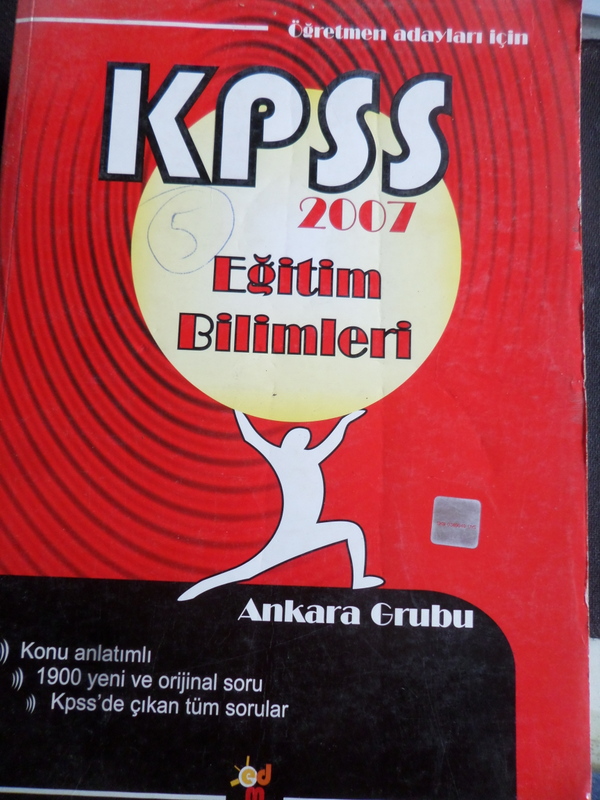 Öğretmen adayları için
KPSS
5
2007
Eğitim
Bilimleri
Ankara Grubu
Konu anlatımlı
1900 yeni ve orijinal soru
Kpss'de çıkan tüm sorular
ed
m